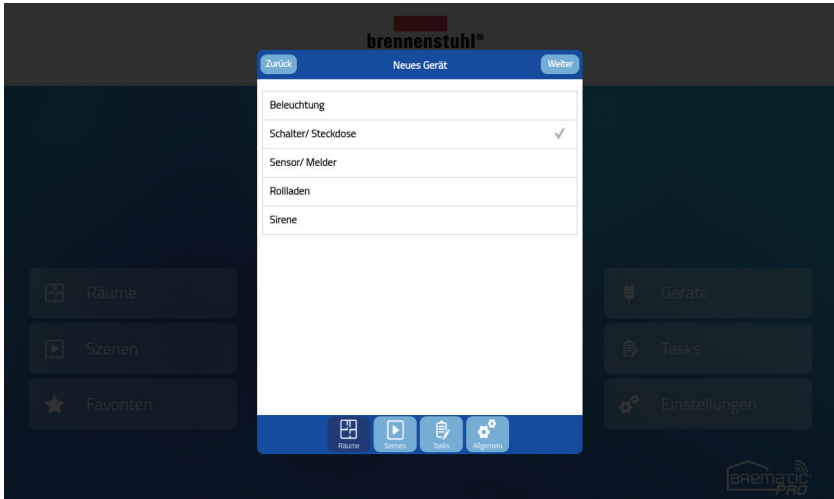 brennenstuhl®
Zurück
Neues Gerät
Weiter
Beleuchtung
Schalter/ Steckdose
Sensor/ Melder
Rollladen
Sirene
Räume
Szenen
Favoriten
Geräte
Tasks
Einstellungen
Räume
Szenen
Tasks
Allgemein
BREMATIC
PRO